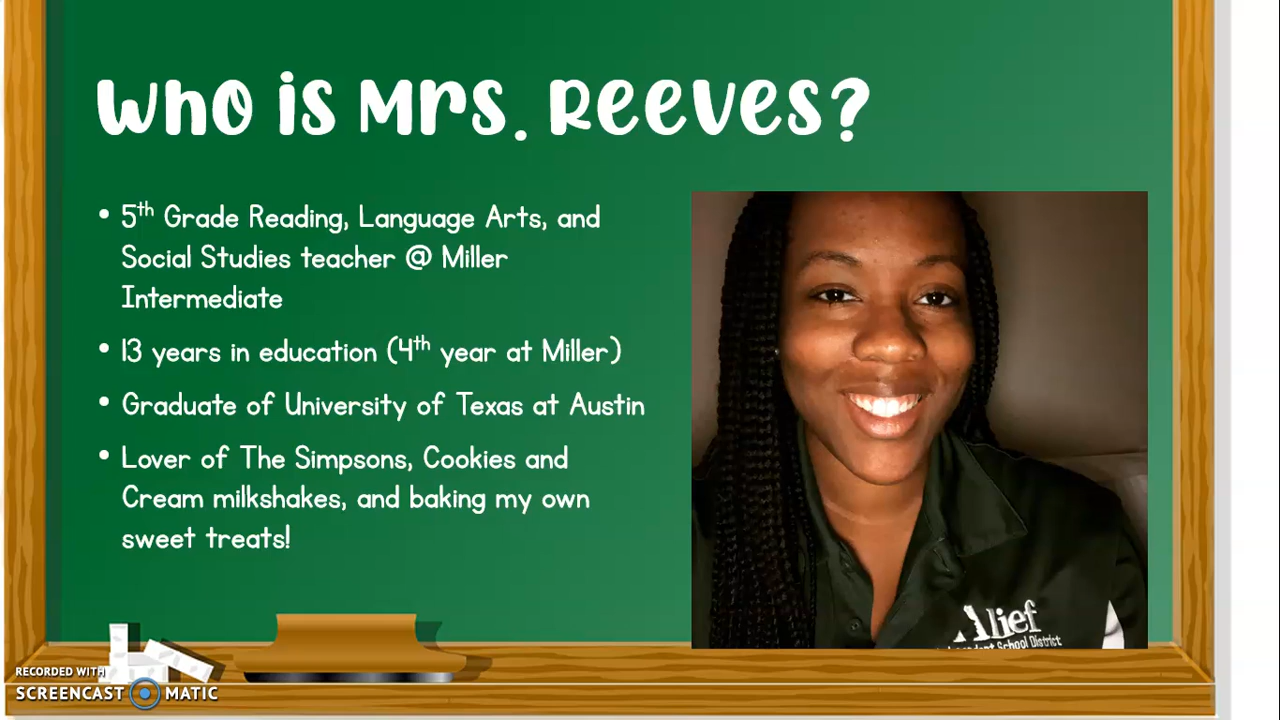 Who is Mrs. Reeves?
• 5th Grade Reading, Language Arts, and
Social Studies teacher @ Miller
Intermediate
• 13 years in education (4th year at Miller)
• Graduate of University of Texas at Austin
• Lover of The Simpsons, Cookies and
Cream milkshakes, and baking my own
sweet treats!
Alief
School District
RECORDED WITH
SCREENCAST MATIC